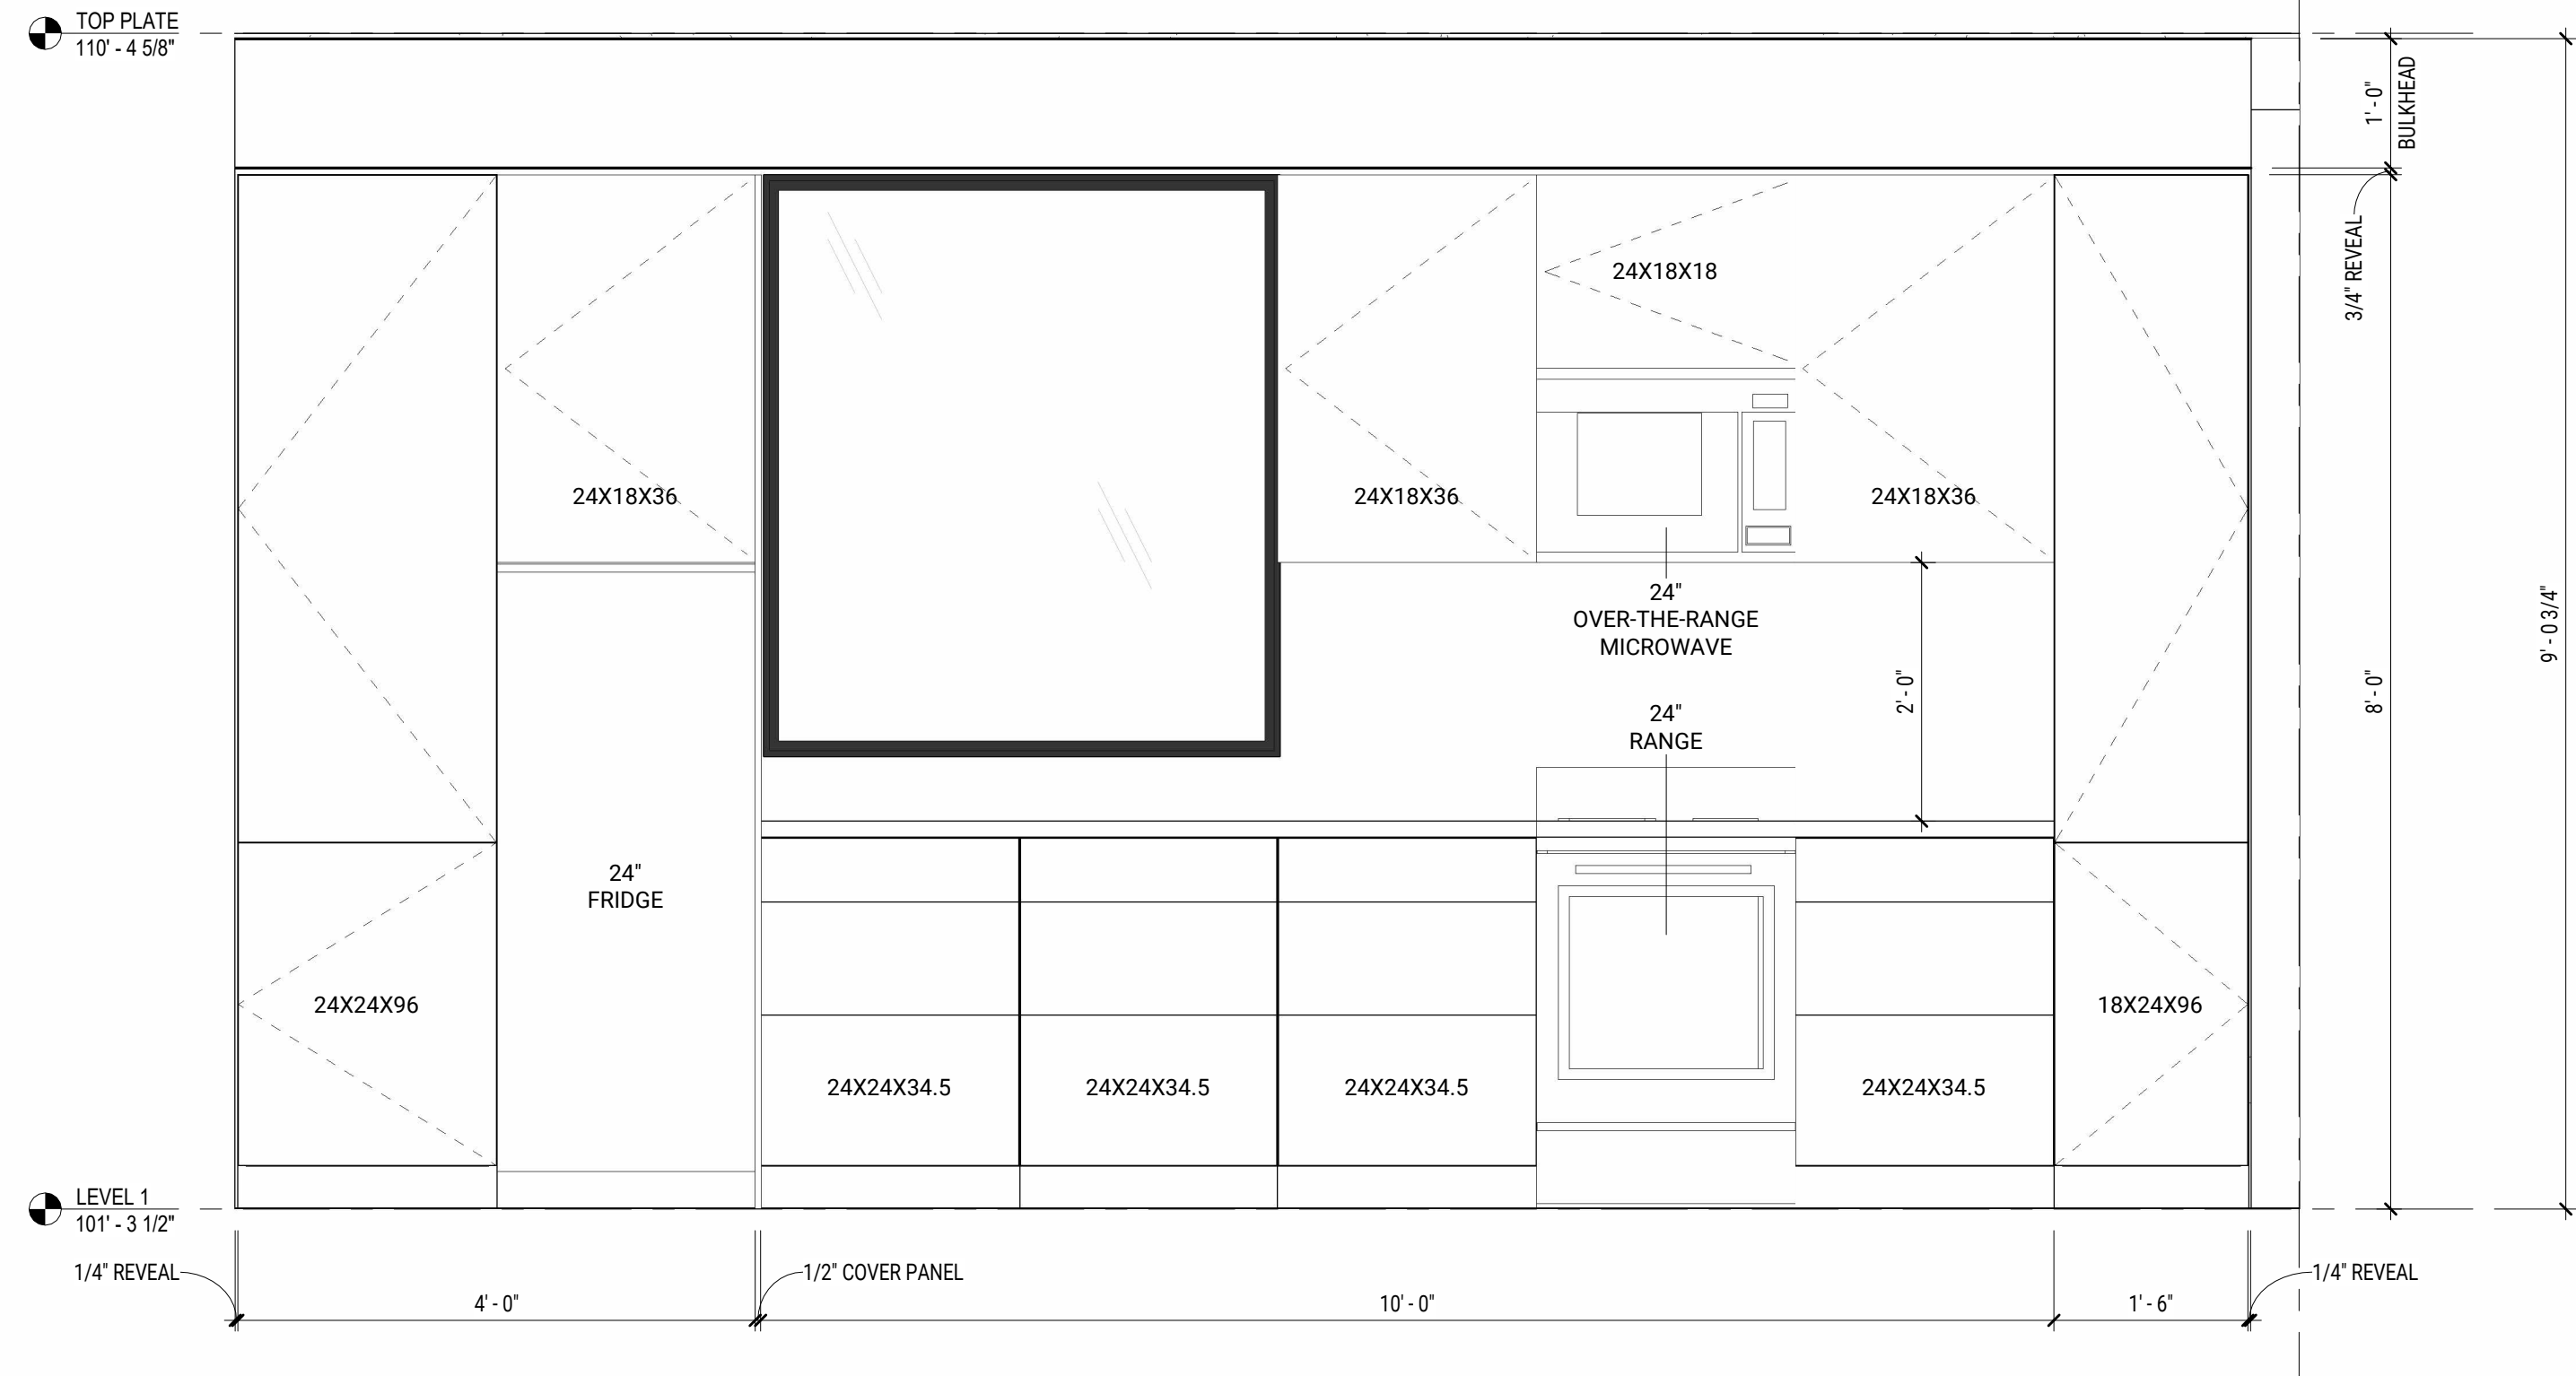 TOP PLATE
110' - 4 5/8"
1' - 0"
BULKHEAD
3/4" REVEAL
24X18X18
24X18X36
24X18X36
24X18X36
24"
OVER-THE-RANGE
MICROWAVE
24"
RANGE
2' - 0"
8' - 0"
9' - 0 3/4"
24"
FRIDGE
24X24X96
18X24X96
24X24X34.5
24X24X34.5
24X24X34.5
24X24X34.5
LEVEL 1
101' - 3 1/2"
1/4" REVEAL
1/2" COVER PANEL
1/4" REVEAL
4' - 0"
10' - 0"
1' - 6"